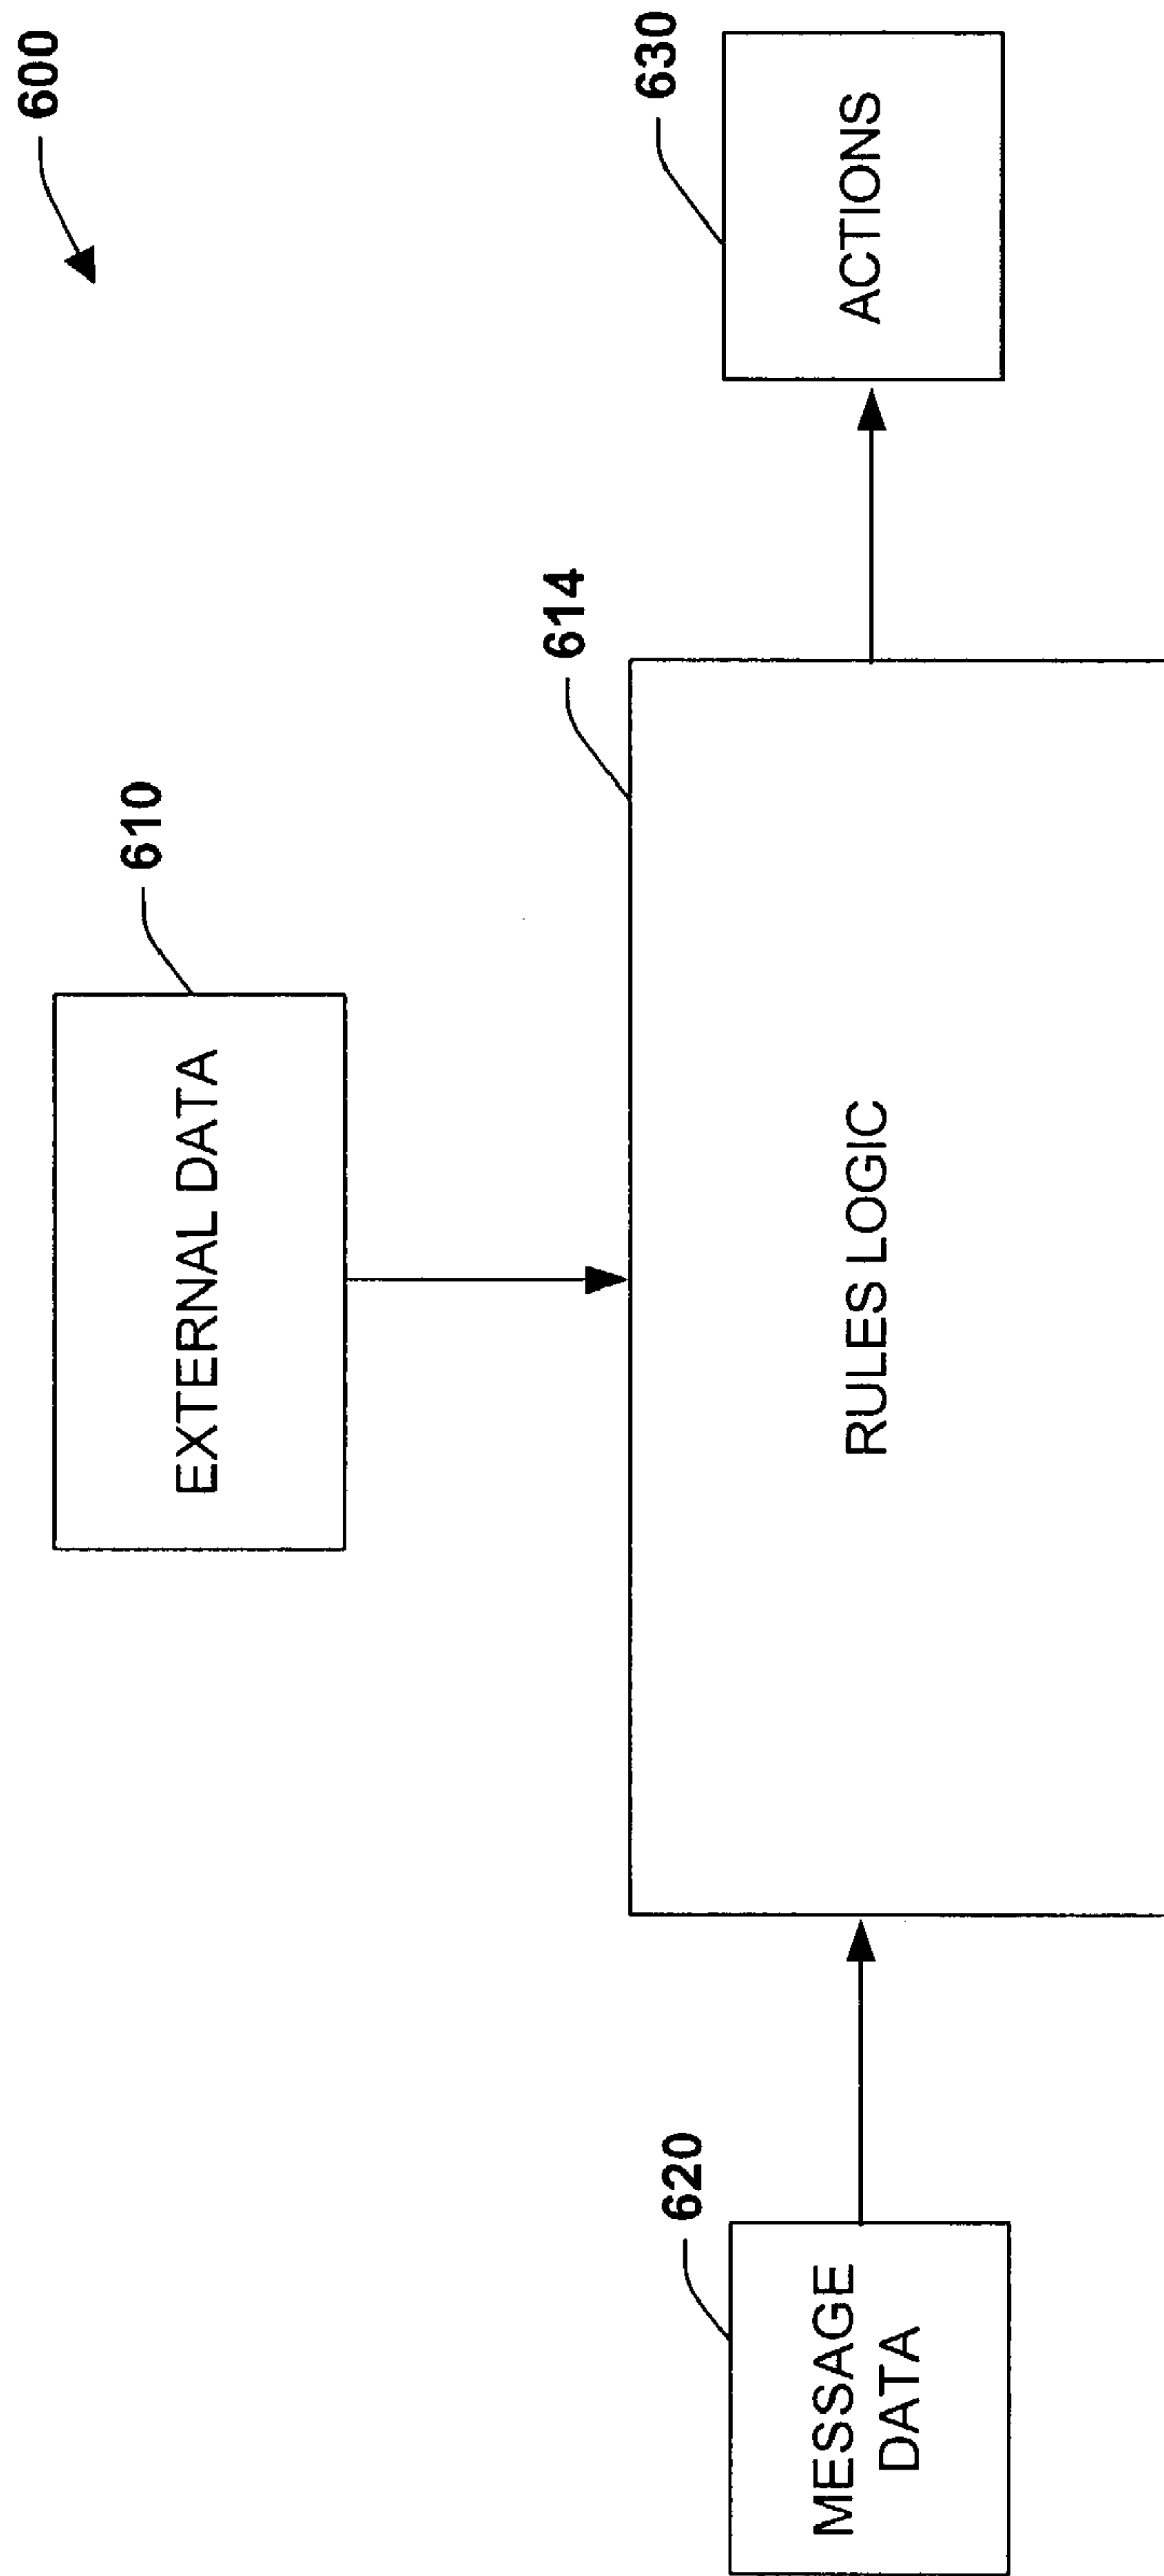 600
EXTERNAL DATA
610
614
RULES LOGIC
620
MESSAGE
DATA
630
ACTIONS